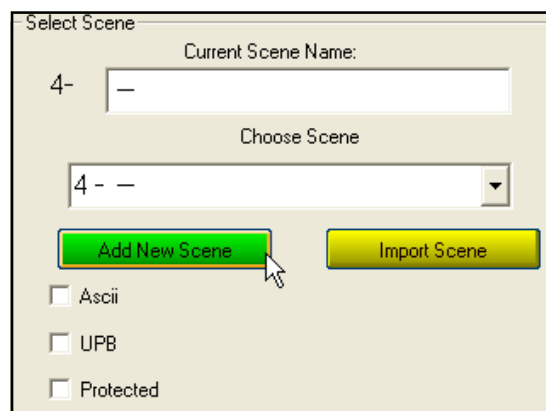 Select Scene
Current Scene Name:
4- —
Choose Scene
4 - —
Add New Scene Import Scene
Ascii
UPB
Protected